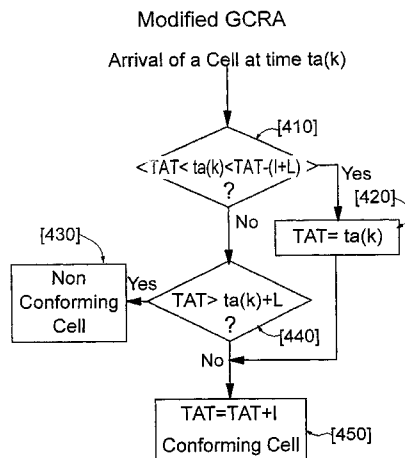 Modified GCRA
Arrival of a Cell at time ta(k)
[410]
<TAT< ta(k)<TAT-(I+L) >
?
Yes
[420]
No
TAT= ta(k)
[430]
Non
Conforming
Cell
Yes
TAT> ta(k)+L
?
[440]
No
TAT=TAT+I
Conforming Cell
[450]